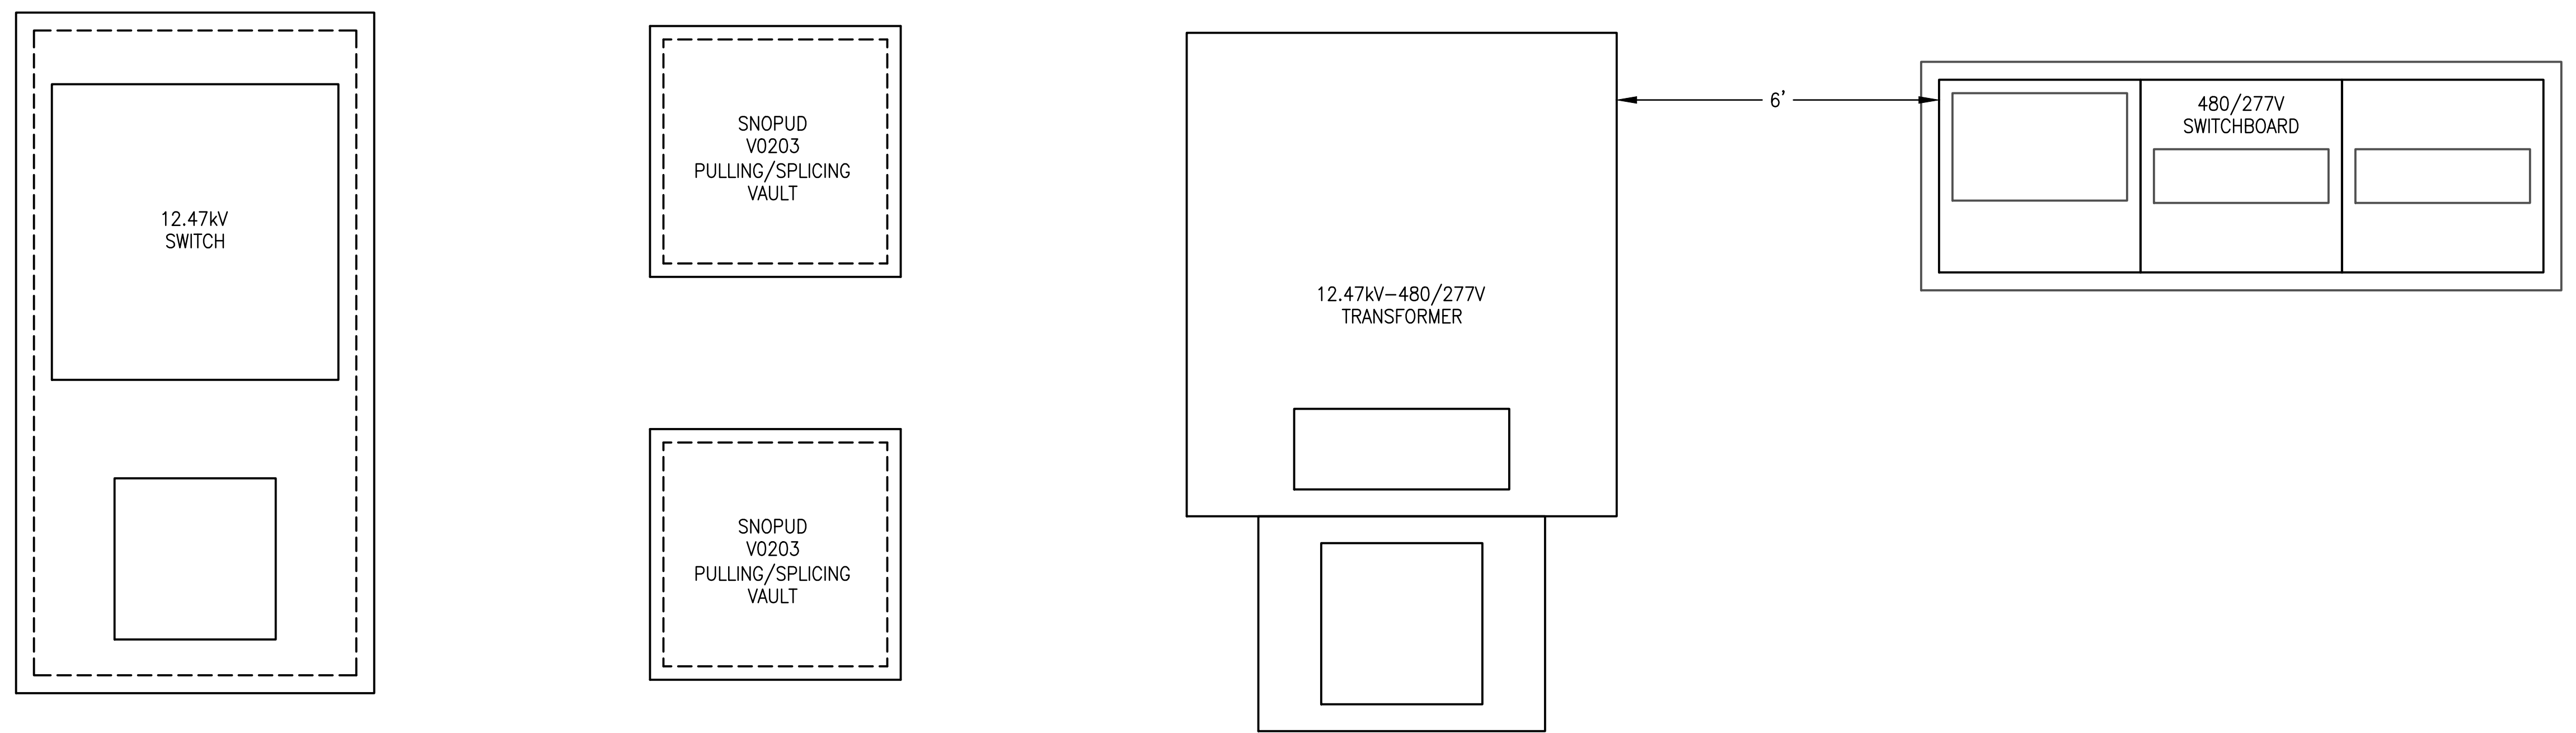 12.47kV
SWITCH
SNOPUD
V0203
PULLING/SPLICING
VAULT
SNOPUD
V0203
PULLING/SPLICING
VAULT
12.47kV-480/277V
TRANSFORMER
6'
480/277V
SWITCHBOARD